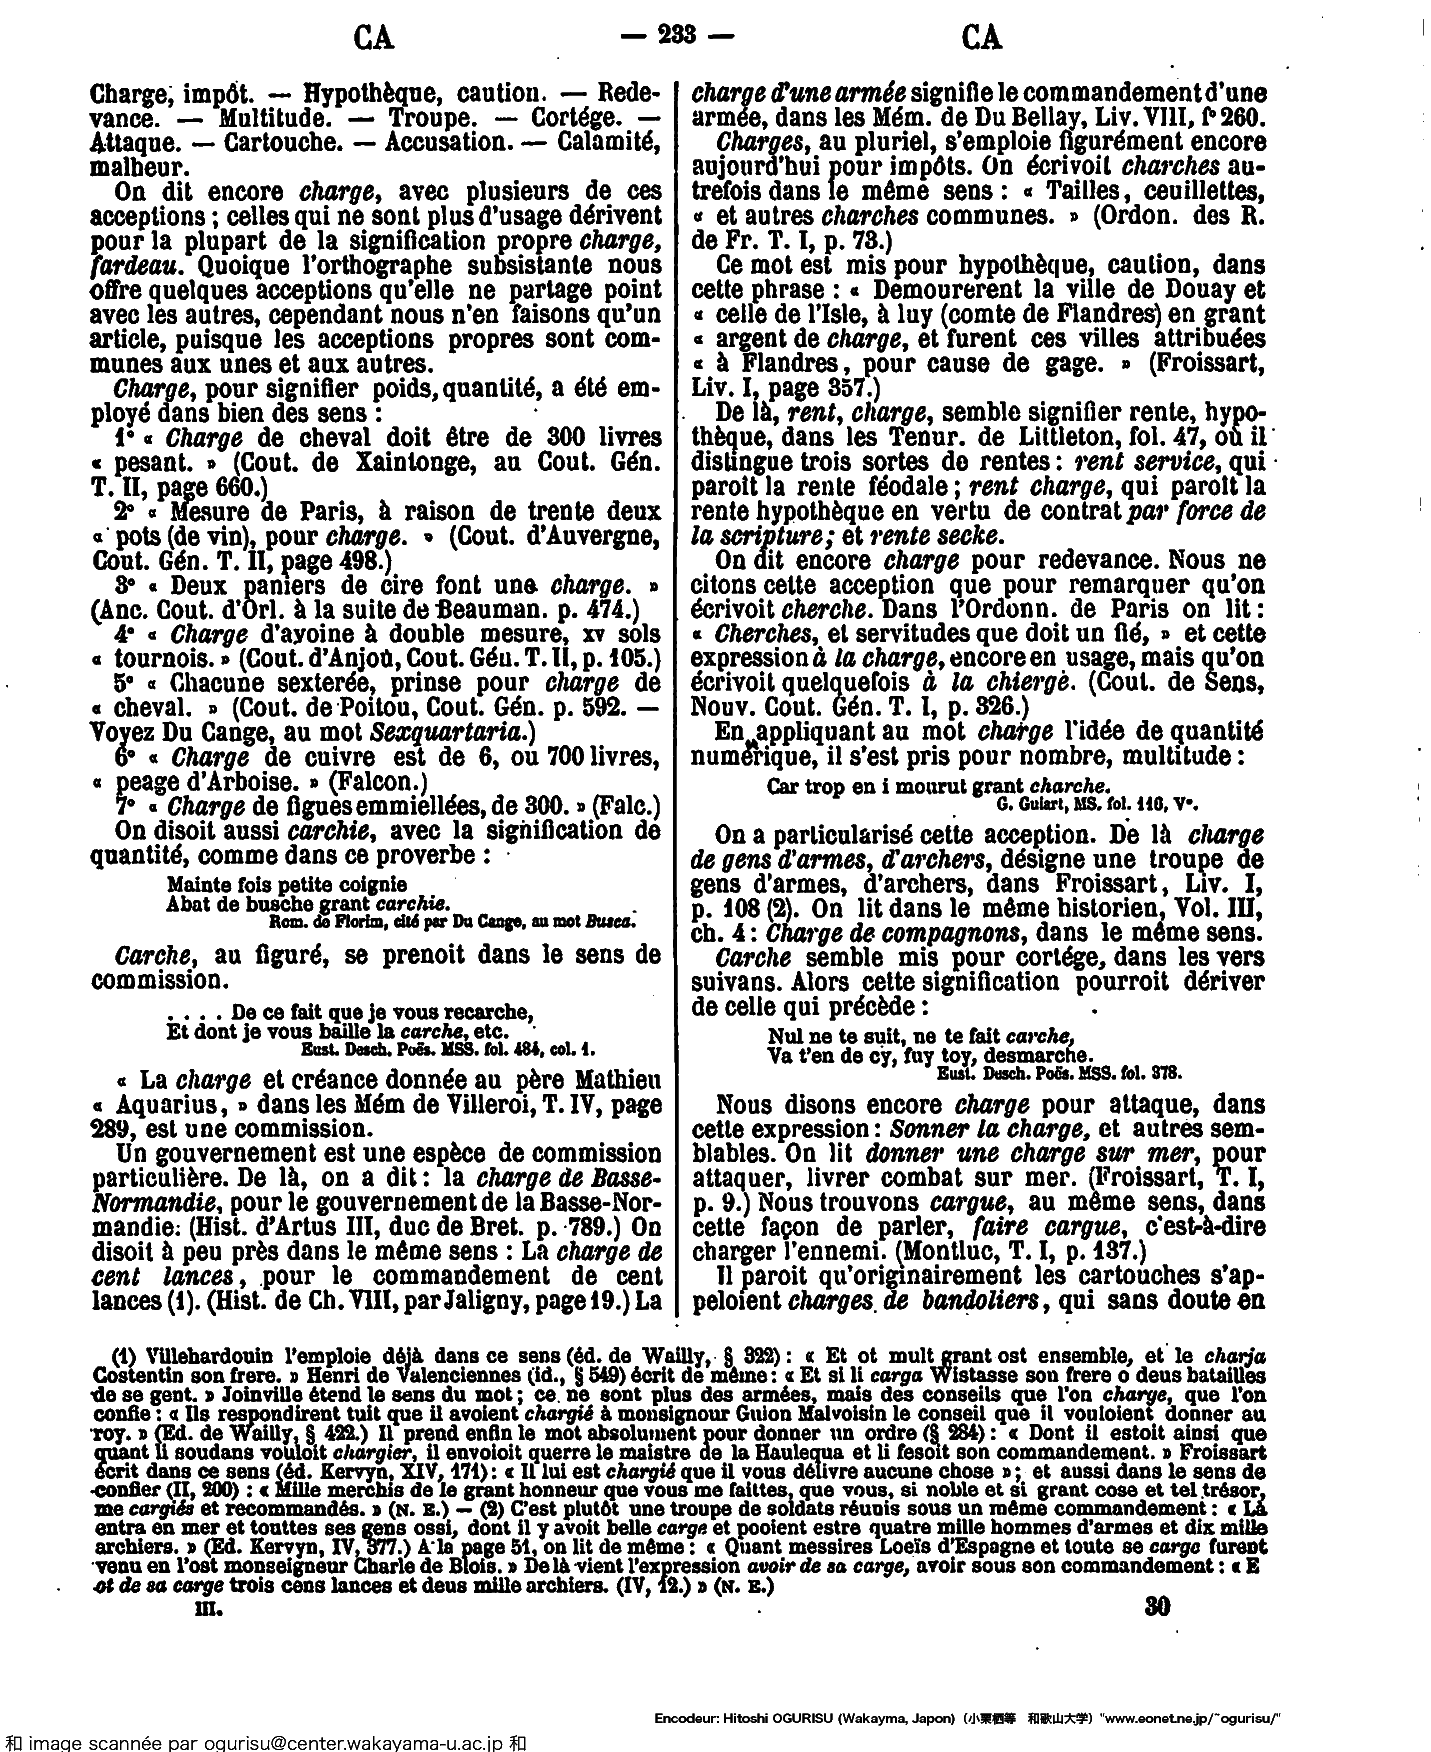 CA — 233 — CA
Charge, impôt. — Hypothèque, caution. — Rede-
vance. — Multitude. — Troupe. — Cortége. —
Attaque. — Cartouche. — Accusation. — Calamité,
malheur.
On dit encore charge, avec plusieurs de ces
acceptions ; celles qui ne sont plus d'usage dérivent
pour la plupart de la signification propre charge,
fardeau. Quoique l'orthographe subsistante nous
offre quelques acceptions qu'elle ne partage point
avec les autres, cependant nous n'en faisons qu'un
article, puisque les acceptions propres sont com-
munes aux unes et aux autres.
Charge, pour signifier poids, quantité, a été em-
ployé dans bien des sens :
1° « Charge de cheval doit être de 300 livres
« pesant. » (Cout. de Xaintonge, au Cout. Gén.
T. II, page 660.)
2° « Mesure de Paris, à raison de trente deux
« pots (de vin), pour charge. » (Cout. d'Auvergne,
Cout. Gén. T. II, page 498.)
3° « Deux paniers de cire font une charge. »
(Anc. Cout. d'Orl. à la suite de Beauman. p. 474.)
4° « Charge d'avoine à double mesure, xv sols
« tournois. » (Cout. d'Anjou, Cout. Gén. T. II, p. 105.)
5° « Chacune sexterée, prinse pour charge de
« cheval. » (Cout. de Poitou, Cout. Gén. p. 592. —
Voyez Du Cange, au mot Sexquartaria.)
6° « Charge de cuivre est de 6, ou 700 livres,
« peage d'Arboise. » (Falcon.)
7° « Charge de figues emmiellées, de 300. » (Falc.)
On disoit aussi carchie, avec la signification de
quantité, comme dans ce proverbe :
Mainte fois petite coignie
Abat de busche grant carchie.
Rom. de Florim, cité par Du Cange, au mot Busca.
Carche, au figuré, se prenoit dans le sens de
commission.
. . . . De ce fait que je vous recarche,
Et dont je vous baille la carche, etc.
Eust. Desch. Poës. MSS. fol. 484, col. 1.
« La charge et créance donnée au père Mathieu
« Aquarius, » dans les Mém de Villeroi, T. IV, page
289, est une commission.
Un gouvernement est une espèce de commission
particulière. De là, on a dit : la charge de Basse-
Normandie, pour le gouvernement de la Basse-Nor-
mandie. (Hist. d'Artus III, duc de Bret. p. 789.) On
disoit à peu près dans le même sens : La charge de
cent lances, pour le commandement de cent
lances (1). (Hist. de Ch. VIII, par Jaligny, page 19.) La
charge d'une armée signifie le commandement d'une
armée, dans les Mém. de Du Bellay, Liv. VIII, f° 260.
Charges, au pluriel, s'emploie figurément encore
aujourd'hui pour impôts. On écrivoit charches au-
trefois dans le même sens : « Tailles, ceuillettes,
« et autres charches communes. » (Ordon. des R.
de Fr. T. I, p. 73.)
Ce mot est mis pour hypothèque, caution, dans
cette phrase : « Demourerent la ville de Douay et
« celle de l'Isle, à luy (comte de Flandres) en grant
« argent de charge, et furent ces villes attribuées
« à Flandres, pour cause de gage. » (Froissart,
Liv. I, page 357.)
De là, rent, charge, semble signifier rente, hypo-
thèque, dans les Tenur. de Littleton, fol. 47, où il
distingue trois sortes de rentes : rent service, qui
paroît la rente féodale ; rent charge, qui paroît la
rente hypothèque en vertu de contrat par force de
la scripture ; et rente secke.
On dit encore charge pour redevance. Nous ne
citons cette acception que pour remarquer qu'on
écrivoit cherche. Dans l'Ordonn. de Paris on lit :
« Cherches, et servitudes que doit un fié, » et cette
expression à la charge, encore en usage, mais qu'on
écrivoit quelquefois à la chierge. (Cout. de Sens,
Nouv. Cout. Gén. T. I, p. 326.)
En appliquant au mot charge l'idée de quantité
numérique, il s'est pris pour nombre, multitude :
Car trop en i mourut grant charche.
G. Guiart, MS. fol. 116, V°.
On a particularisé cette acception. De là charge
de gens d'armes, d'archers, désigne une troupe de
gens d'armes, d'archers, dans Froissart, Liv. I,
p. 108 (2). On lit dans le même historien, Vol. III,
ch. 4 : Charge de compagnons, dans le même sens.
Carche semble mis pour cortége, dans les vers
suivans. Alors cette signification pourroit dériver
de celle qui précède :
Nul ne te suit, ne te fait carche,
Va t'en de cy, fuy toy, desmarche.
Eust. Desch. Poës. MSS. fol. 378.
Nous disons encore charge pour attaque, dans
cette expression : Sonner la charge, et autres sem-
blables. On lit donner une charge sur mer, pour
attaquer, livrer combat sur mer. (Froissart, T. I,
p. 9.) Nous trouvons cargue, au même sens, dans
cette façon de parler, faire cargue, c'est-à-dire
charger l'ennemi. (Montluc, T. I, p. 137.)
Il paroit qu'originairement les cartouches s'ap-
peloient charges de bandoliers, qui sans doute en
(1) Villehardouin l'emploie déjà dans ce sens (éd. de Wailly, § 322) : « Et ot mult grant ost ensemble, et le charja
Costentin son frere. » Henri de Valenciennes (id., § 549) écrit de même : « Et si li carga Wistasse son frere o deus batailles
de se gent. » Joinville étend le sens du mot ; ce ne sont plus des armées, mais des conseils que l'on charge, que l'on
confie : « Ils respondirent tuit que il avoient chargié à monsignour Guion Malvoisin le conseil que il vouloient donner au
roy. » (Ed. de Wailly, § 422.) Il prend enfin le mot absolument pour donner un ordre (§ 284) : « Dont il estoit ainsi que
quant li soudans vouloit chargier, il envoioit querre le maistre de la Haulequa et li fesoit son commandement. » Froissart
écrit dans ce sens (éd. Kervyn, XIV, 171) : « Il lui est chargié que il vous délivre aucune chose » ; et aussi dans le sens de
confier (II, 200) : « Mille merchis de le grant honneur que vous me faittes, que vous, si noble et si grant cose et tel trésor,
me cargiés et recommandés. » (N. E.) — (2) C'est plutôt une troupe de soldats réunis sous un même commandement : « Là
entra en mer et touttes ses gens ossi, dont il y avoit belle carge et pooient estre quatre mille hommes d'armes et dix mille
archiers. » (Ed. Kervyn, IV, 377.) A la page 51, on lit de même : « Quant messires Loeïs d'Espagne et toute se carge furent
venu en l'ost monseigneur Charle de Blois. » De là vient l'expression avoir de sa carge, avoir sous son commandement : « E
ot de sa carge trois cens lances et deus mille archiers. (IV, 12.) » (N. E.)
III. 30
Encodeur: Hitoshi OGURISU (Wakayma, Japon) (小栗栖等 和歌山大学) "www.eonet.ne.jp/~ogurisu/"
和 image scannée par ogurisu@center.wakayama-u.ac.jp 和